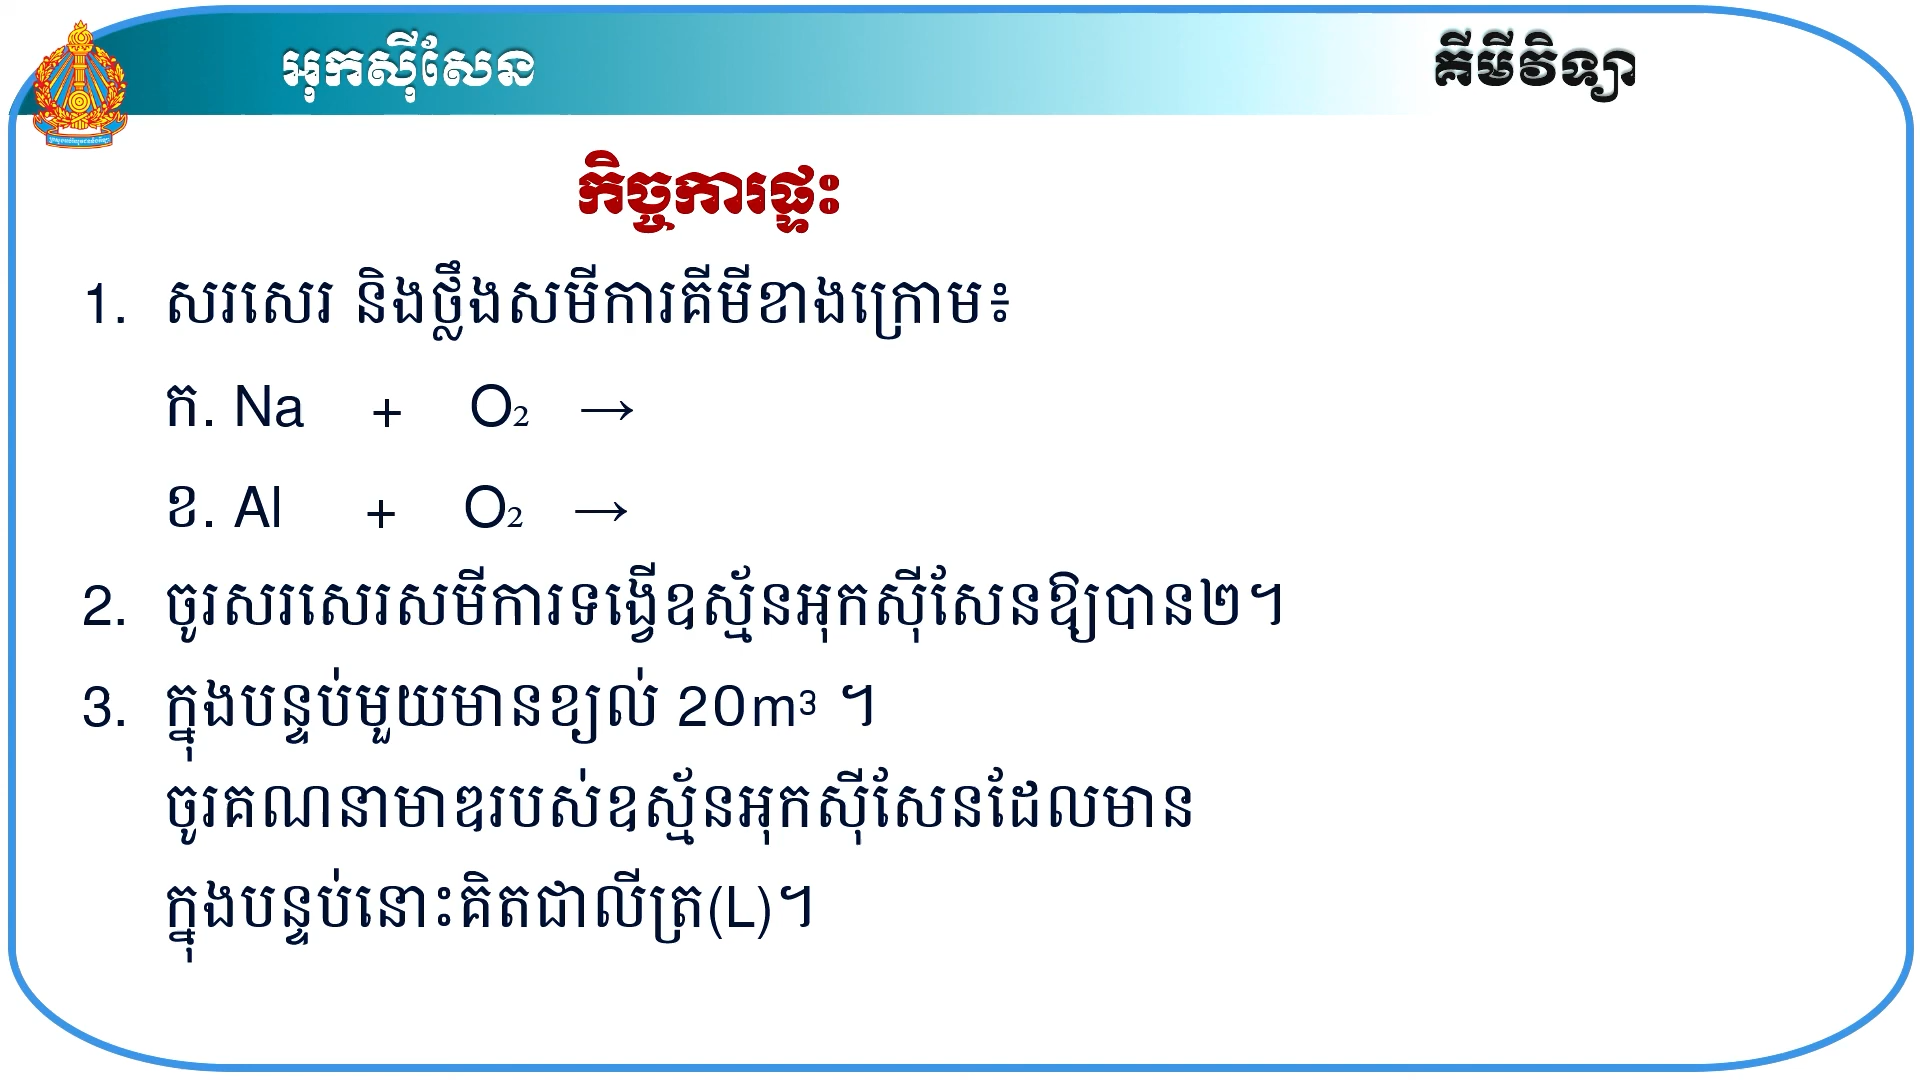 អុកស៊ីសែន
គីមីវិទ្យា
កិច្ចការផ្ទះ
1. សរសេរ និងថ្លឹងសមីការគីមីខាងក្រោម៖
ក. Na + O₂ →
ខ. Al + O₂ →
2. ចូរសរសេរសមីការទង្វើឧស្ម័នអុកស៊ីសែនឱ្យបាន២។
3. ក្នុងបន្ទប់មួយមានខ្យល់ 20m³ ។
ចូរគណនាមាឌរបស់ឧស្ម័នអុកស៊ីសែនដែលមាន
ក្នុងបន្ទប់នោះគិតជាលីត្រ(L)។